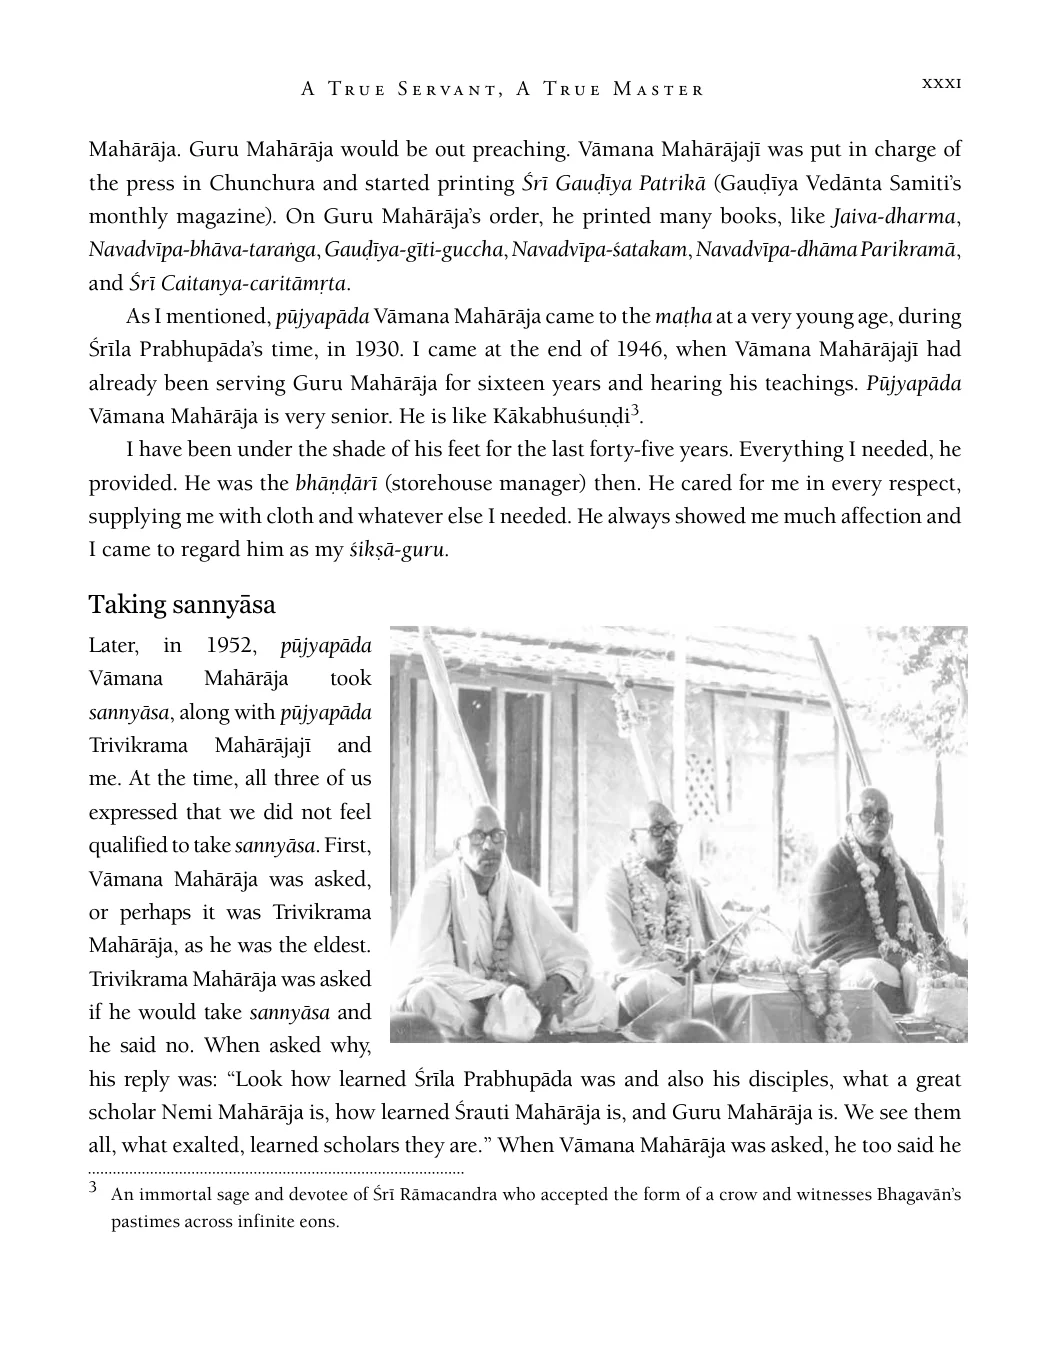 A True Servant, A True Master
xxxi
Mahārāja. Guru Mahārāja would be out preaching. Vāmana Mahārājajī was put in charge of
the press in Chunchura and started printing Śrī Gauḍīya Patrikā (Gauḍīya Vedānta Samiti’s
monthly magazine). On Guru Mahārāja’s order, he printed many books, like Jaiva-dharma,
Navadvīpa-bhāva-taraṅga, Gauḍīya-gīti-guccha, Navadvīpa-śatakam, Navadvīpa-dhāma Parikramā,
and Śrī Caitanya-caritāmṛta.
As I mentioned, pūjyapāda Vāmana Mahārāja came to the maṭha at a very young age, during
Śrīla Prabhupāda’s time, in 1930. I came at the end of 1946, when Vāmana Mahārājajī had
already been serving Guru Mahārāja for sixteen years and hearing his teachings. Pūjyapāda
Vāmana Mahārāja is very senior. He is like Kākabhuśuṇḍi3.
I have been under the shade of his feet for the last forty-five years. Everything I needed, he
provided. He was the bhāṇḍārī (storehouse manager) then. He cared for me in every respect,
supplying me with cloth and whatever else I needed. He always showed me much affection and
I came to regard him as my śikṣā-guru.
Taking sannyāsa
Later, in 1952, pūjyapāda
Vāmana Mahārāja took
sannyāsa, along with pūjyapāda
Trivikrama Mahārājajī and
me. At the time, all three of us
expressed that we did not feel
qualified to take sannyāsa. First,
Vāmana Mahārāja was asked,
or perhaps it was Trivikrama
Mahārāja, as he was the eldest.
Trivikrama Mahārāja was asked
if he would take sannyāsa and
he said no. When asked why,
his reply was: “Look how learned Śrīla Prabhupāda was and also his disciples, what a great
scholar Nemi Mahārāja is, how learned Śrauti Mahārāja is, and Guru Mahārāja is. We see them
all, what exalted, learned scholars they are.” When Vāmana Mahārāja was asked, he too said he
3 An immortal sage and devotee of Śrī Rāmacandra who accepted the form of a crow and witnesses Bhagavān’s
pastimes across infinite eons.